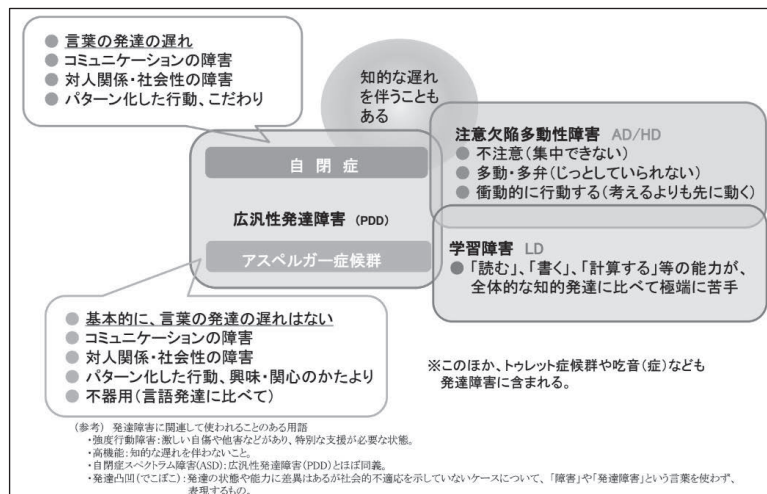 ● 言葉の発達の遅れ
● コミュニケーションの障害
● 対人関係・社会性の障害
● パターン化した行動、こだわり
知的な遅れ
を伴うことも
ある
自 閉 症
広汎性発達障害 (PDD)
アスペルガー症候群
注意欠陥多動性障害 AD/HD
● 不注意(集中できない)
● 多動・多弁(じっとしていられない)
● 衝動的に行動する(考えるよりも先に動く)
学習障害 LD
● 「読む」、「書く」、「計算する」等の能力が、
全体的な知的発達に比べて極端に苦手
● 基本的に、言葉の発達の遅れはない
● コミュニケーションの障害
● 対人関係・社会性の障害
● パターン化した行動、興味・関心のかたより
● 不器用(言語発達に比べて)
※このほか、トゥレット症候群や吃音(症)なども
発達障害に含まれる。
(参考) 発達障害に関連して使われることのある用語
・強度行動障害:激しい自傷や他害などがあり、特別な支援が必要な状態。
・高機能:知的な遅れを伴わないこと。
・自閉症スペクトラム障害(ASD):広汎性発達障害(PDD)とほぼ同義。
・発達凸凹(でこぼこ):発達の状態や能力に差異はあるが社会的不適応を示していないケースについて、「障害」や「発達障害」という言葉を使わず、
表現するもの。